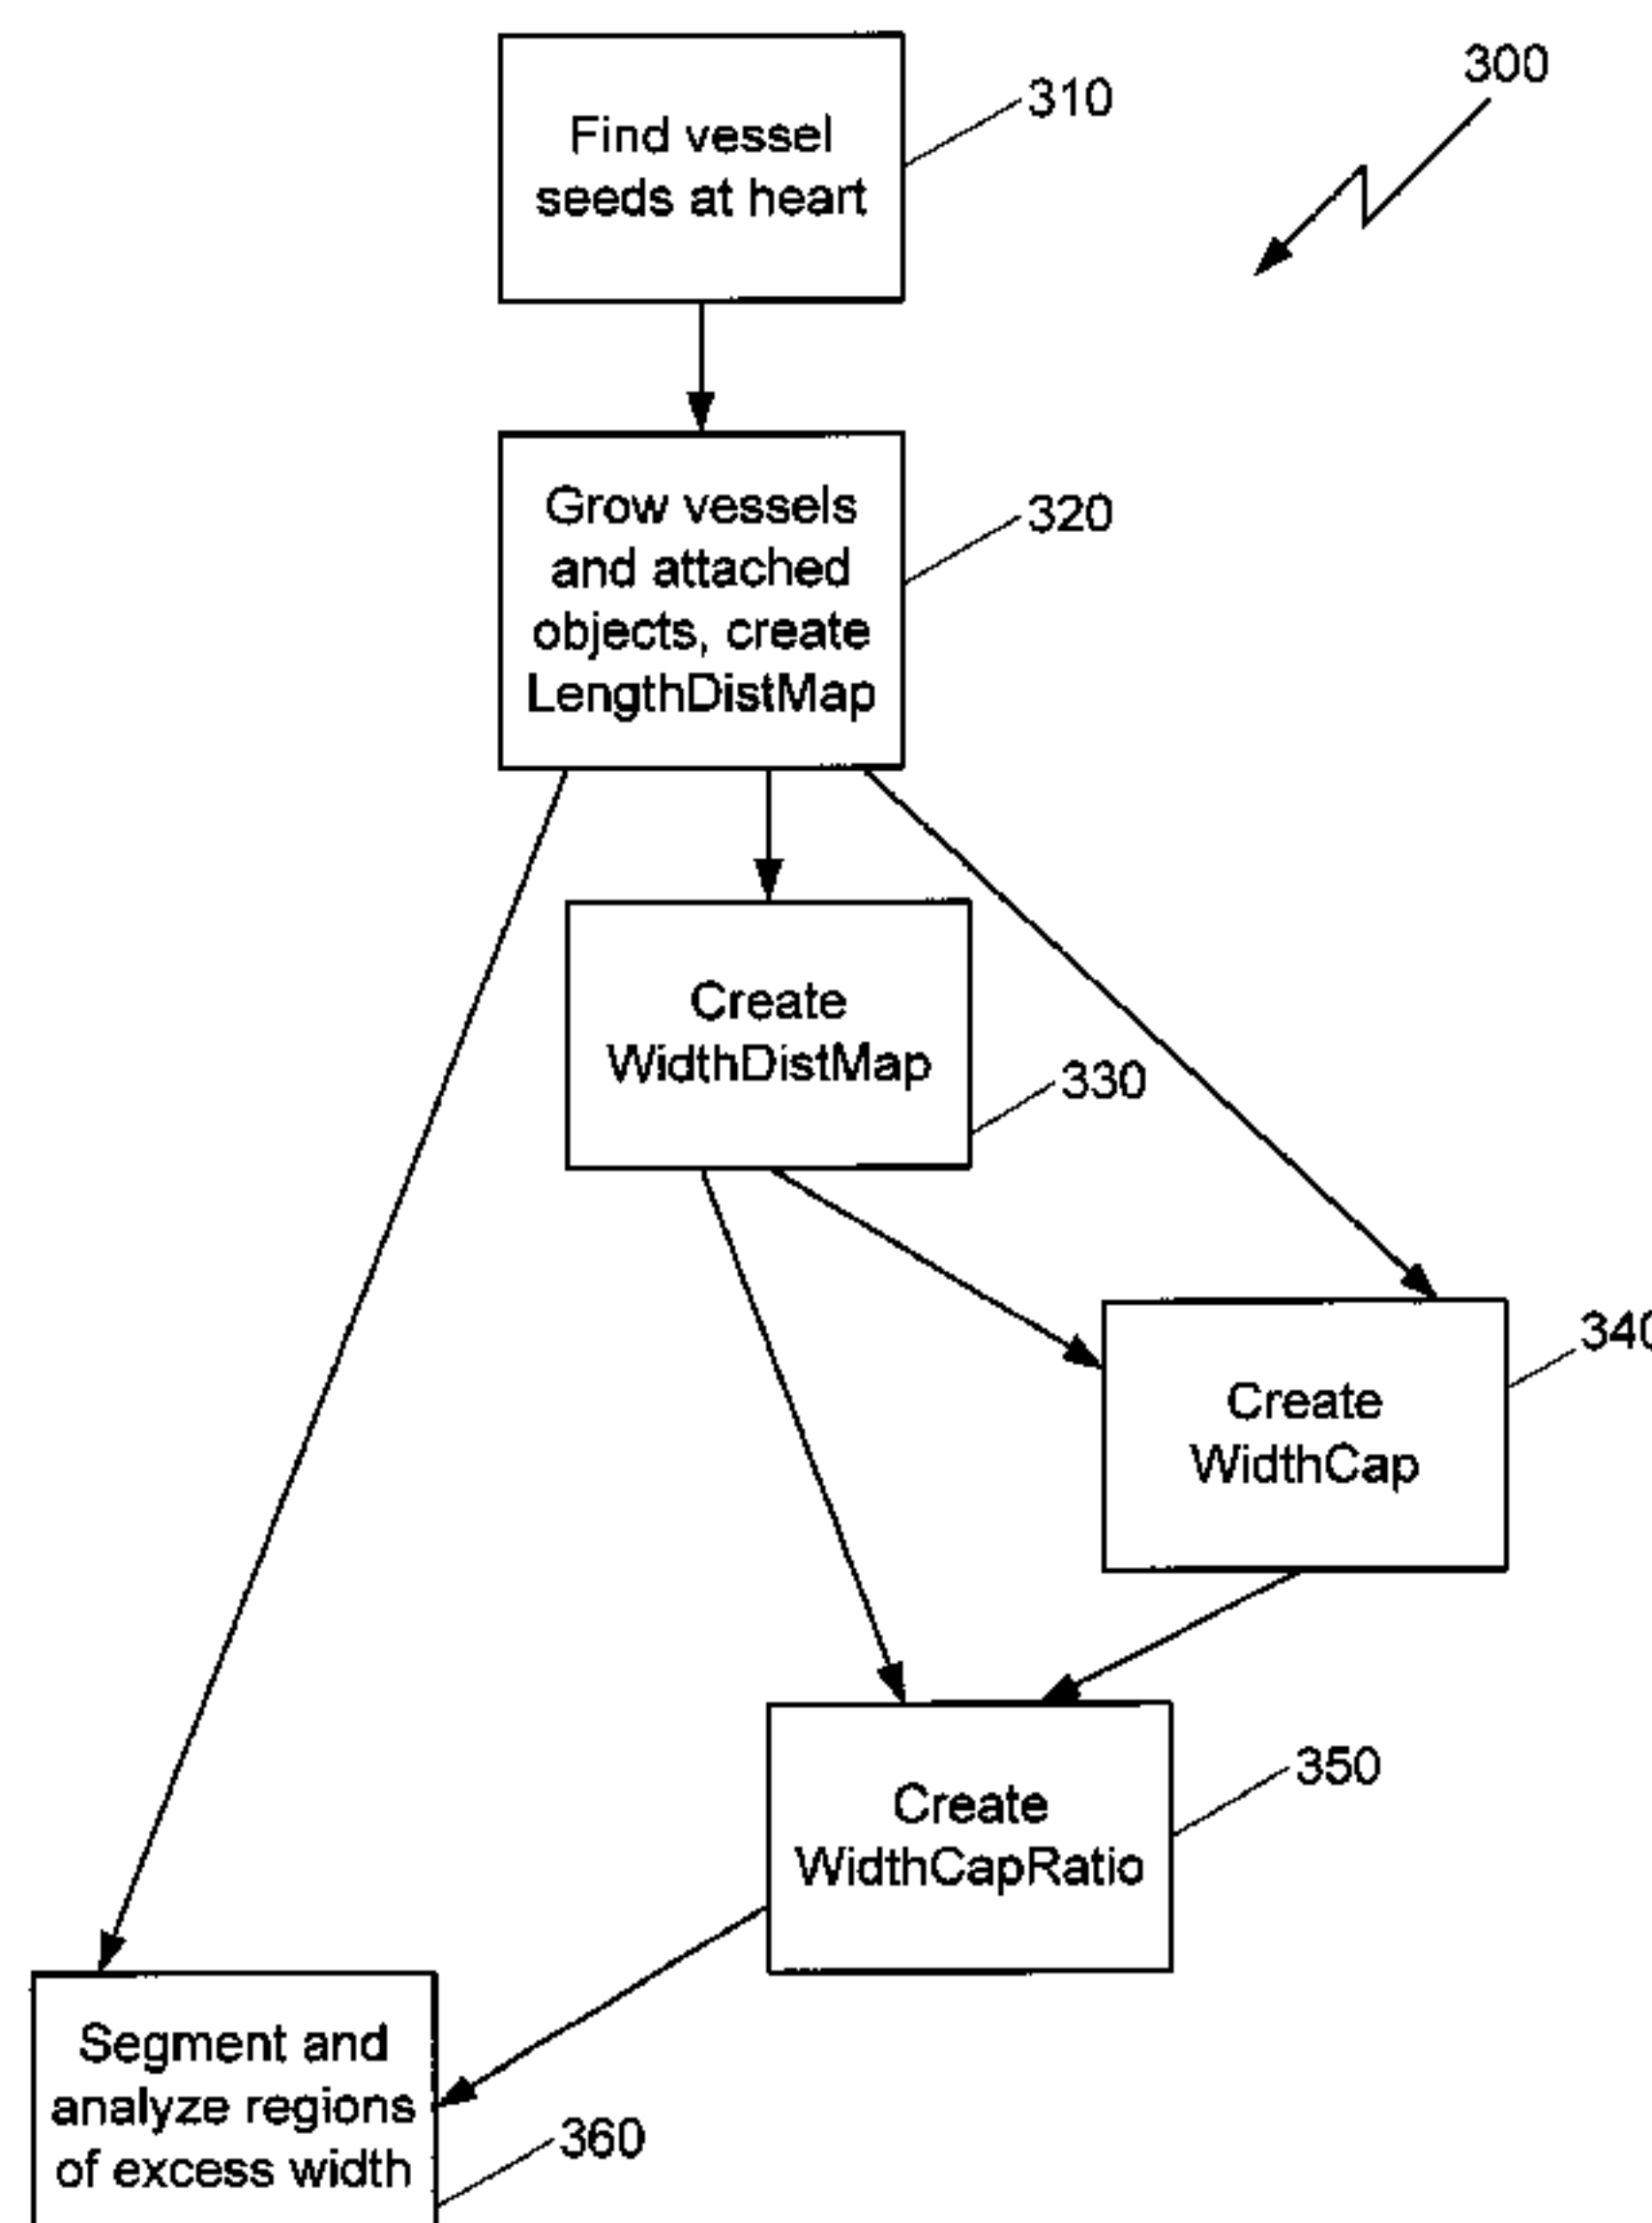 300
Find vessel
seeds at heart
310
Grow vessels
and attached
objects, create
LengthDistMap
320
Create
WidthDistMap
330
Create
WidthCap
340
Create
WidthCapRatio
350
Segment and
analyze regions
of excess width
360